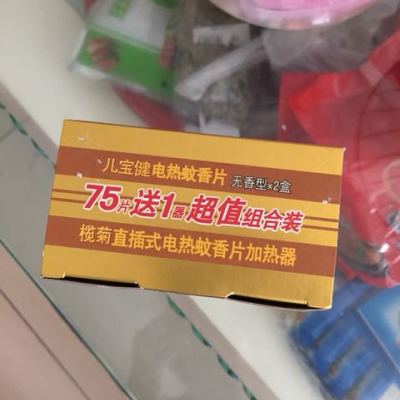 儿宝健电热蚊香片 无香型x2盒
75片送1器超值组合装
榄菊直插式电热蚊香片加热器